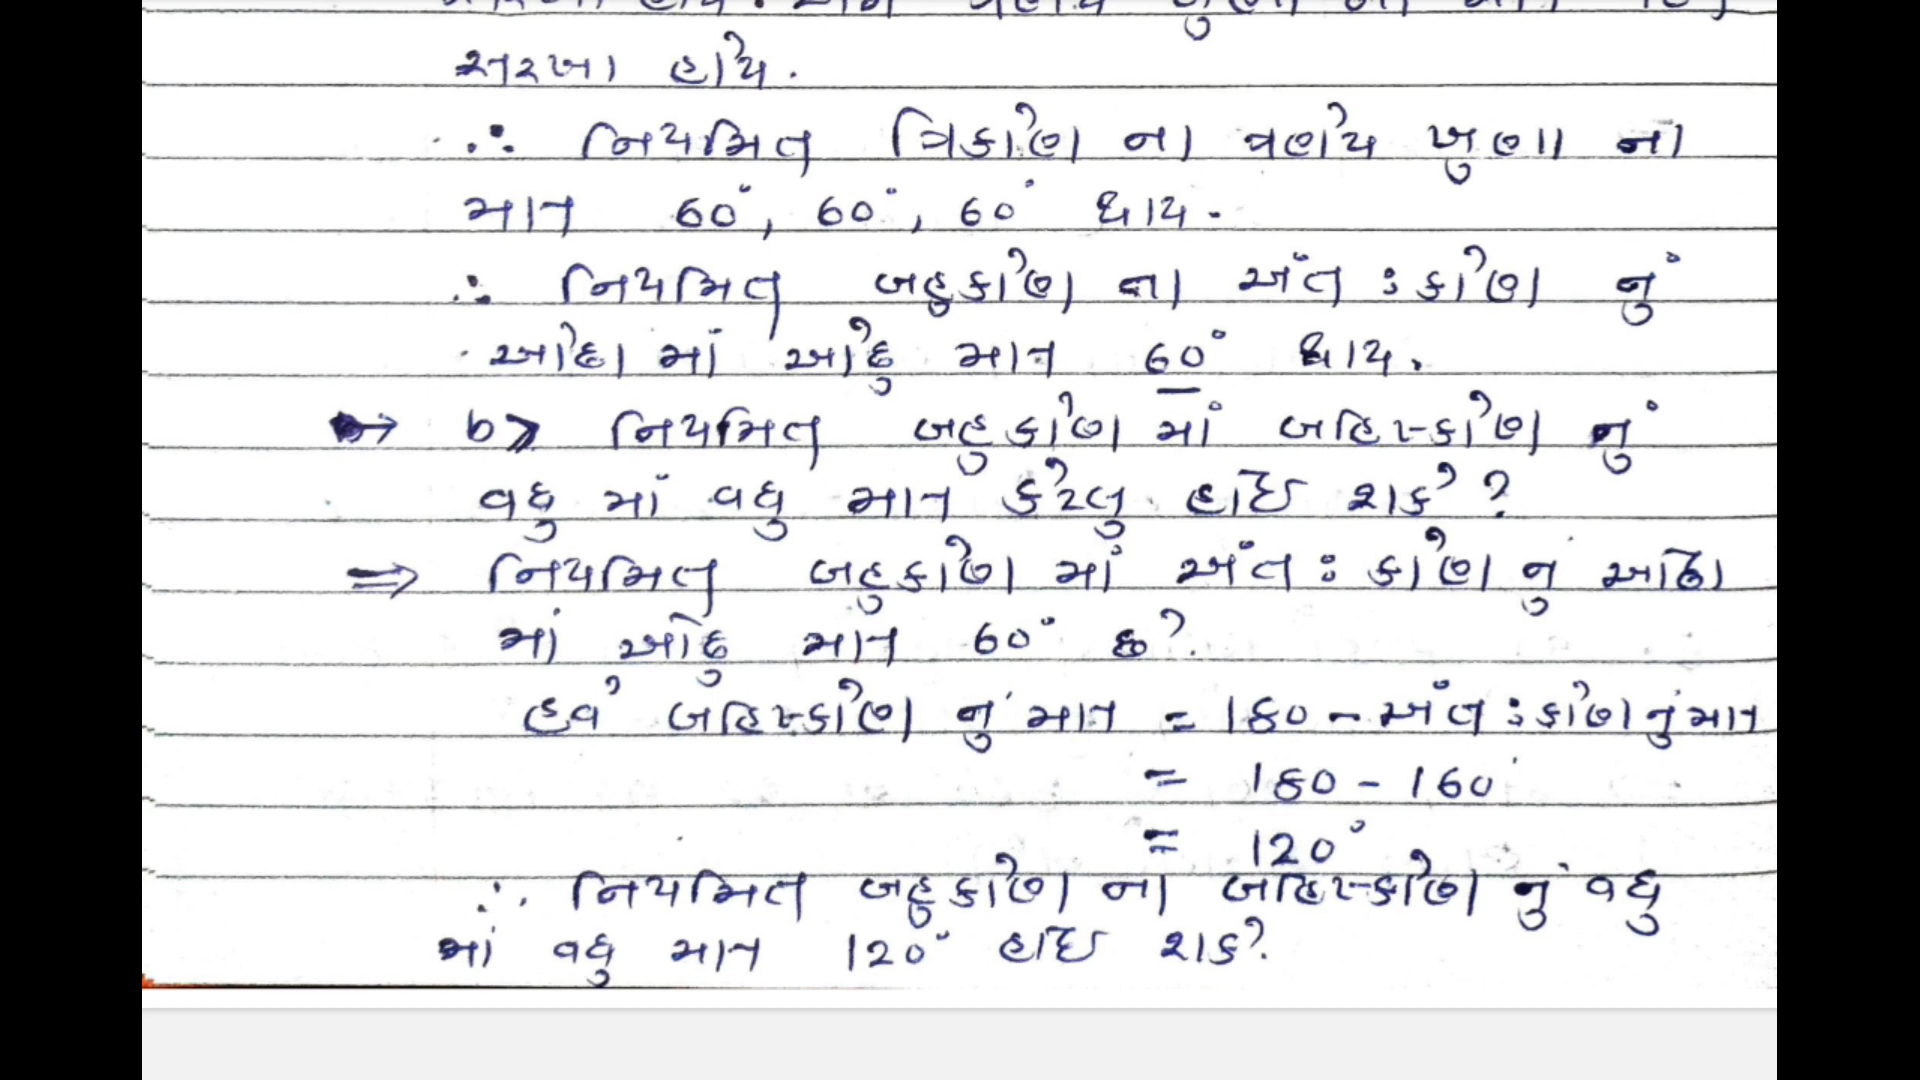 સરખા હોય.
∴ નિયમિત ત્રિકોણ ના ત્રણેય ખુણા ના
માન 60°, 60°, 60° થાય.
∴ નિયમિત બહુકોણ ના અંત:કોણ નું
ઓછા માં ઓછુ માન 60° થાય.
b> નિયમિત બહુકોણ માં બહિષ્કોણ નું
વધુ માં વધુ માન કેટલુ હોઈ શકે?
⇒ નિયમિત બહુકોણ માં અંત:કોણ નુ ઓછા
માં ઓછુ માન 60° છે.
હવે બહિષ્કોણ નું માન = 180 - અંત:કોણ નું માન
= 180 - 160
= 120°
∴ નિયમિત બહુકોણ ના બહિષ્કોણ નું વધુ
માં વધુ માન 120° હોઈ શકે.